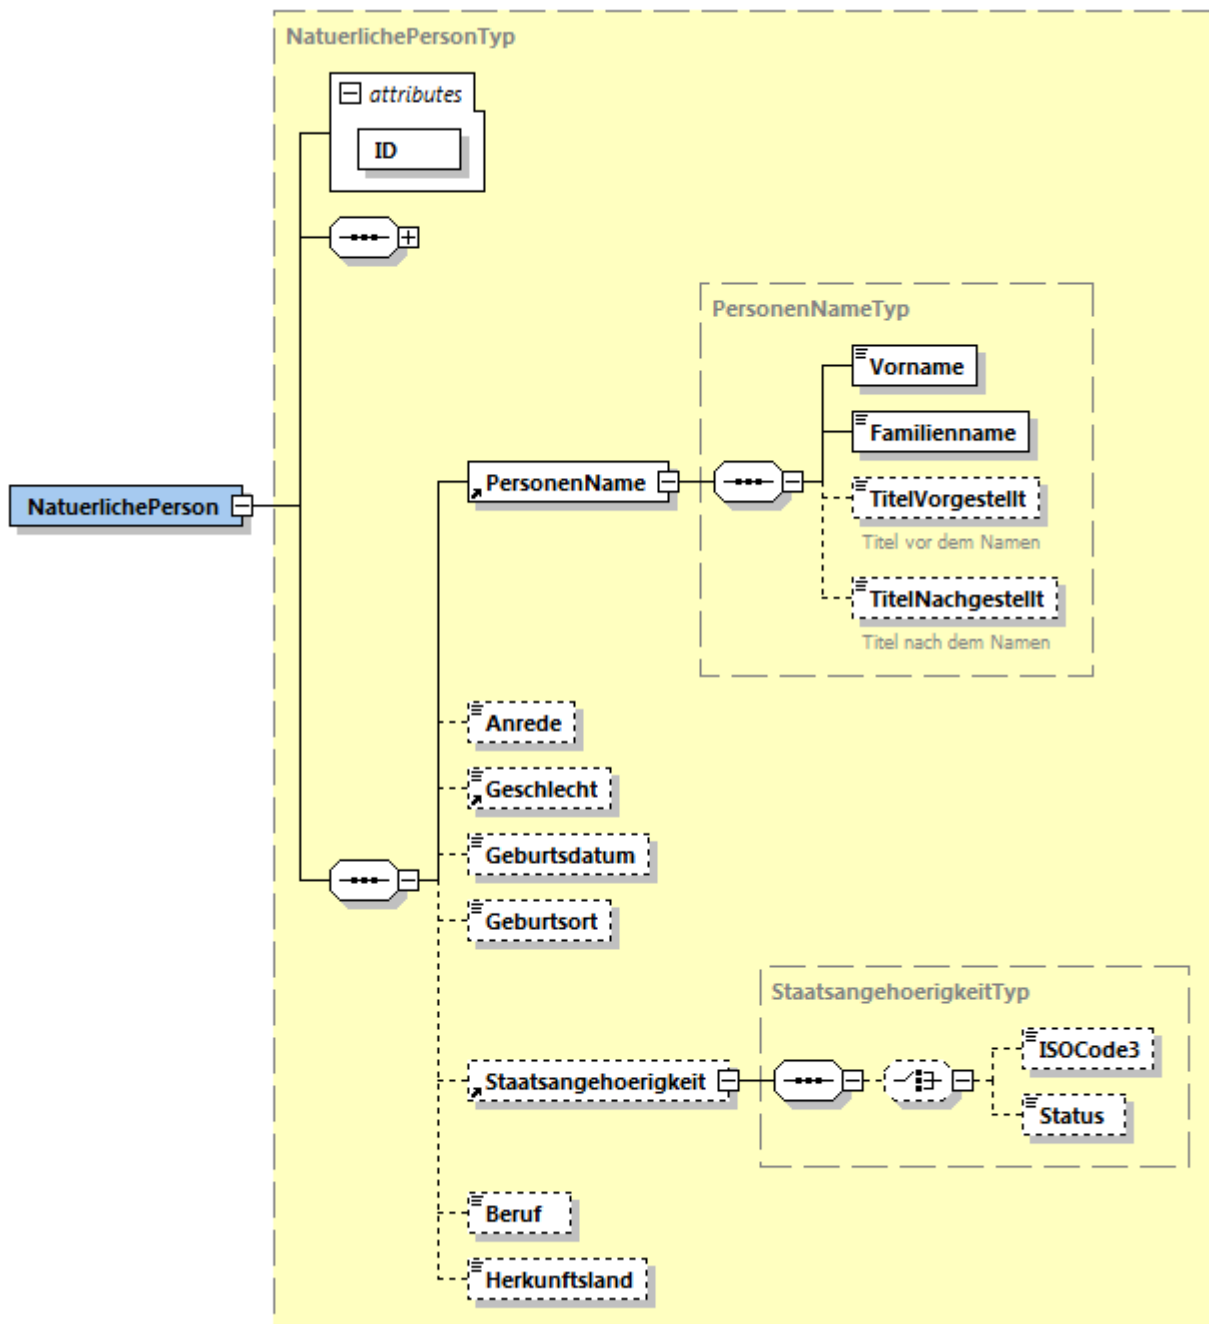 NatuerlichePersonTyp
attributes
ID
PersonenNameTyp
Vorname
Familienname
PersonenName
TitelVorgestellt
NatuerlichePerson
Titel vor dem Namen
TitelNachgestellt
Titel nach dem Namen
Anrede
Geschlecht
Geburtsdatum
Geburtsort
StaatsangehoerigkeitTyp
ISOCode3
Staatsangehoerigkeit
Status
Beruf
Herkunftsland